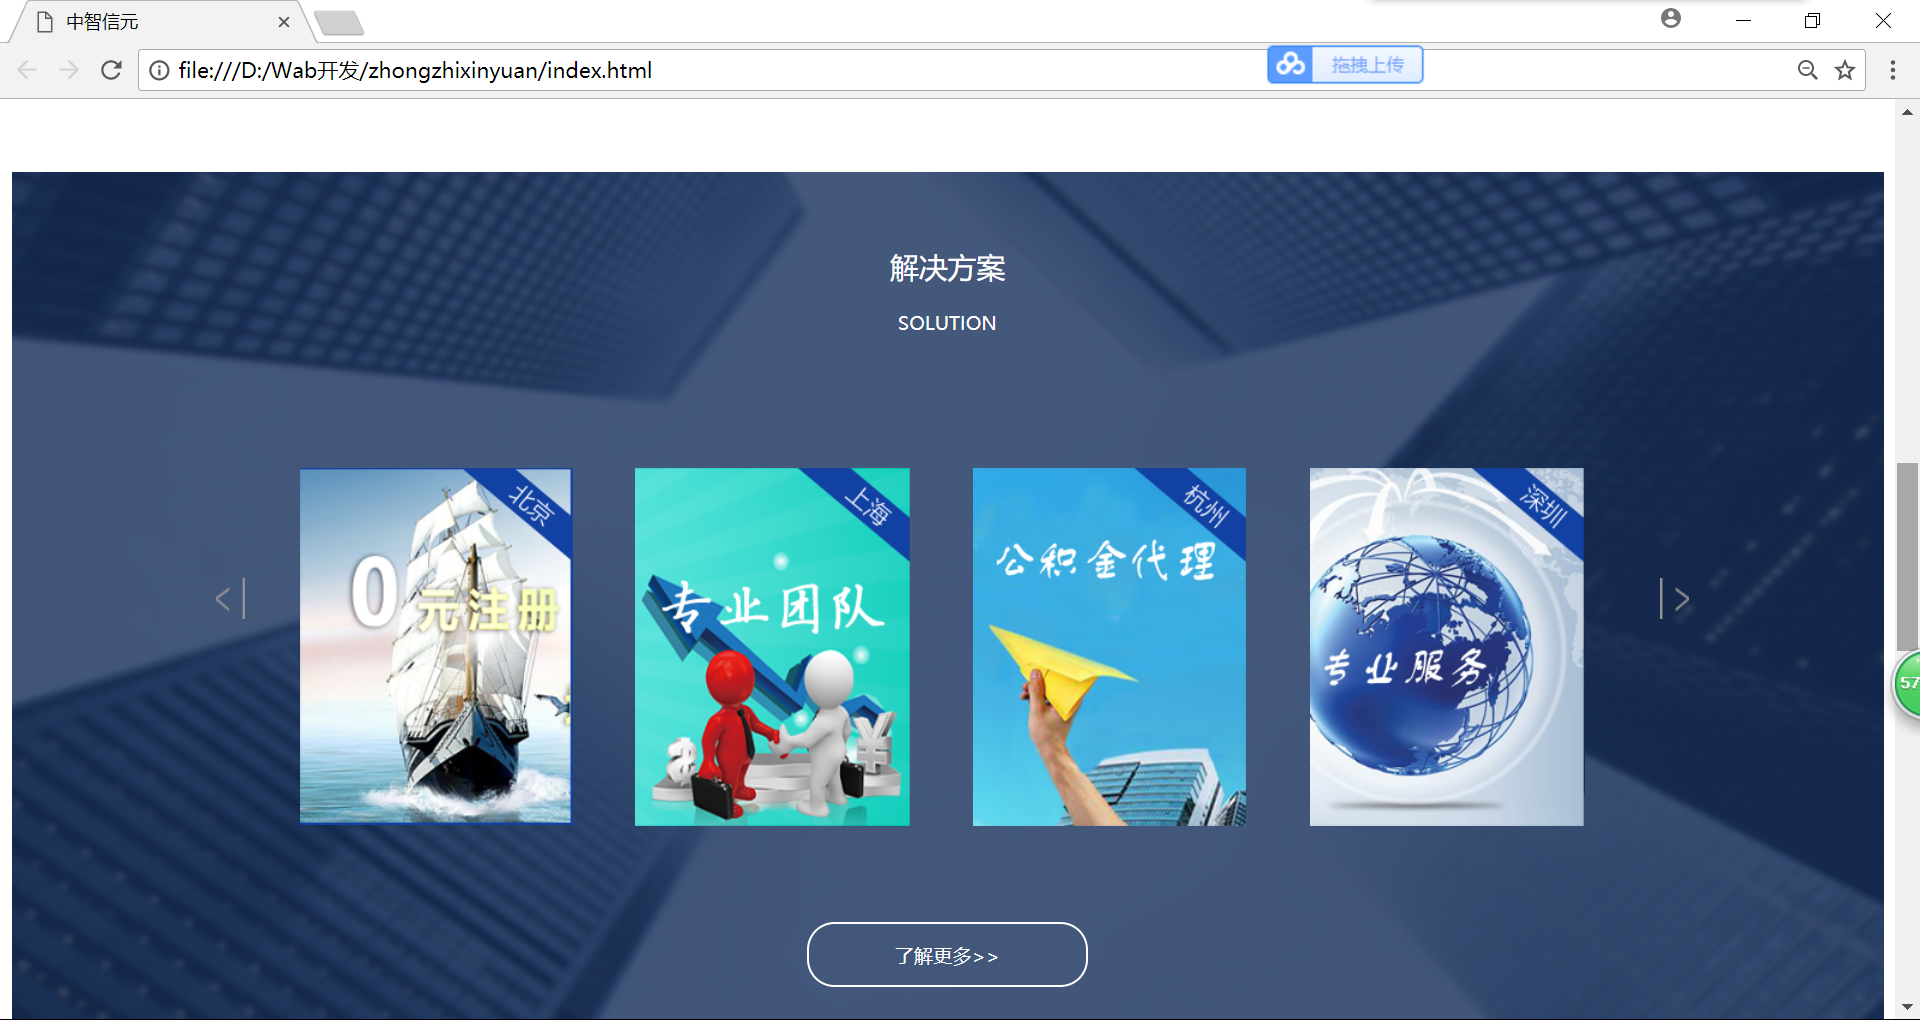 中智信元
file:///D:/Wab开发/zhongzhixinyuan/index.html
拖拽上传
解决方案
SOLUTION
北京
0元注册
上海
专业团队
杭州
公积金代理
深圳
专业服务
<|
|>
57
了解更多>>